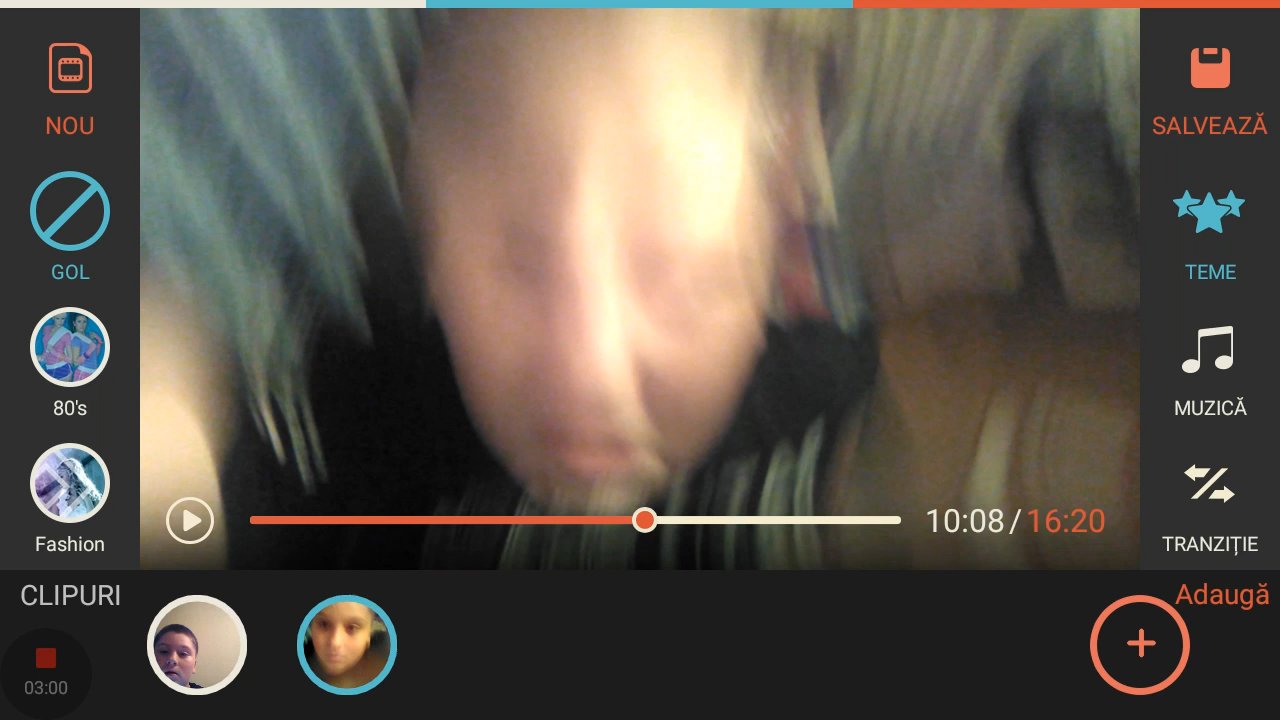 NOU
GOL
80's
Fashion
10:08/16:20
SALVEAZĂ
TEME
MUZICĂ
TRANZIȚIE
CLIPURI
03:00
Adaugă